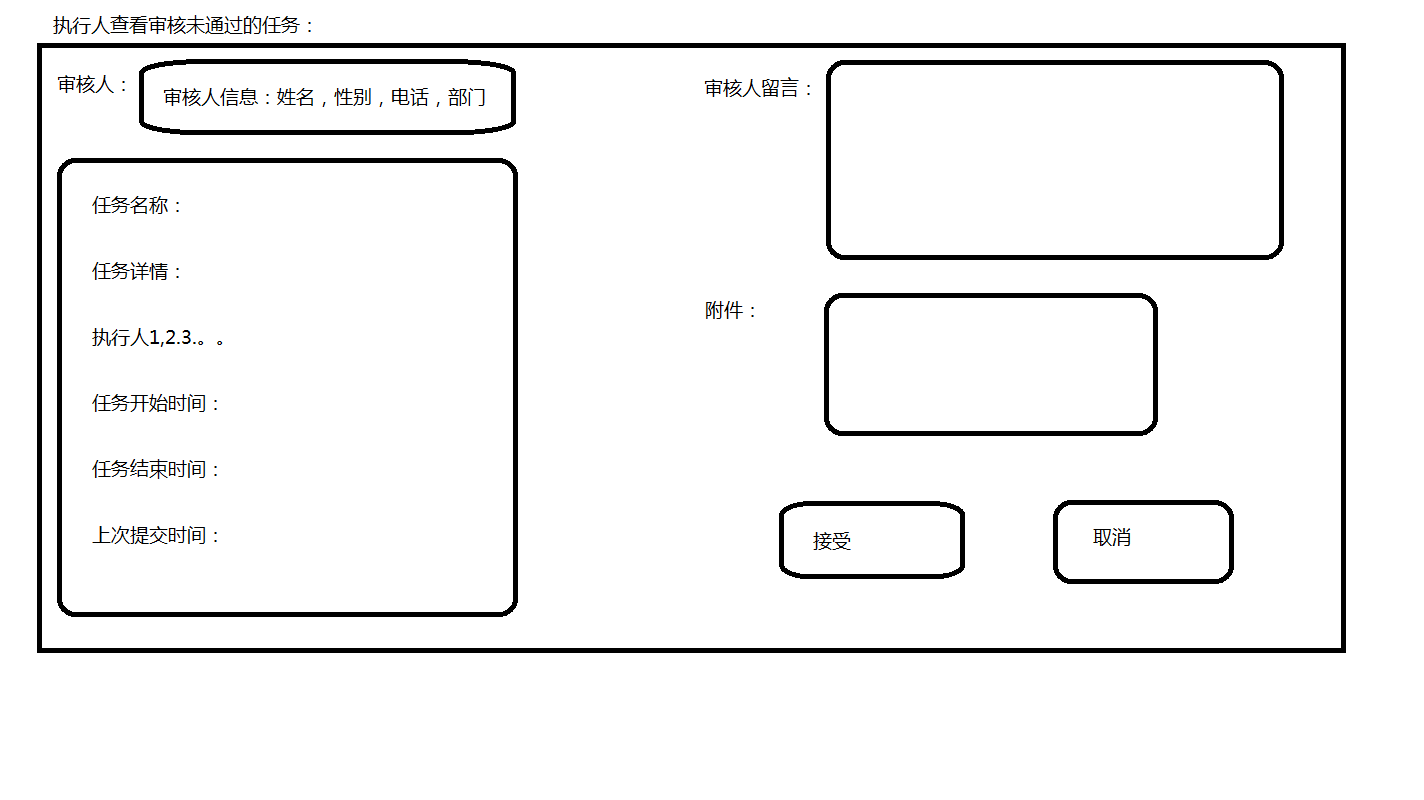 执行人查看审核未通过的任务：
审核人：
审核人信息：姓名，性别，电话，部门
任务名称：
任务详情：
执行人1,2.3.。。
任务开始时间：
任务结束时间：
上次提交时间：
审核人留言：
附件：
接受
取消